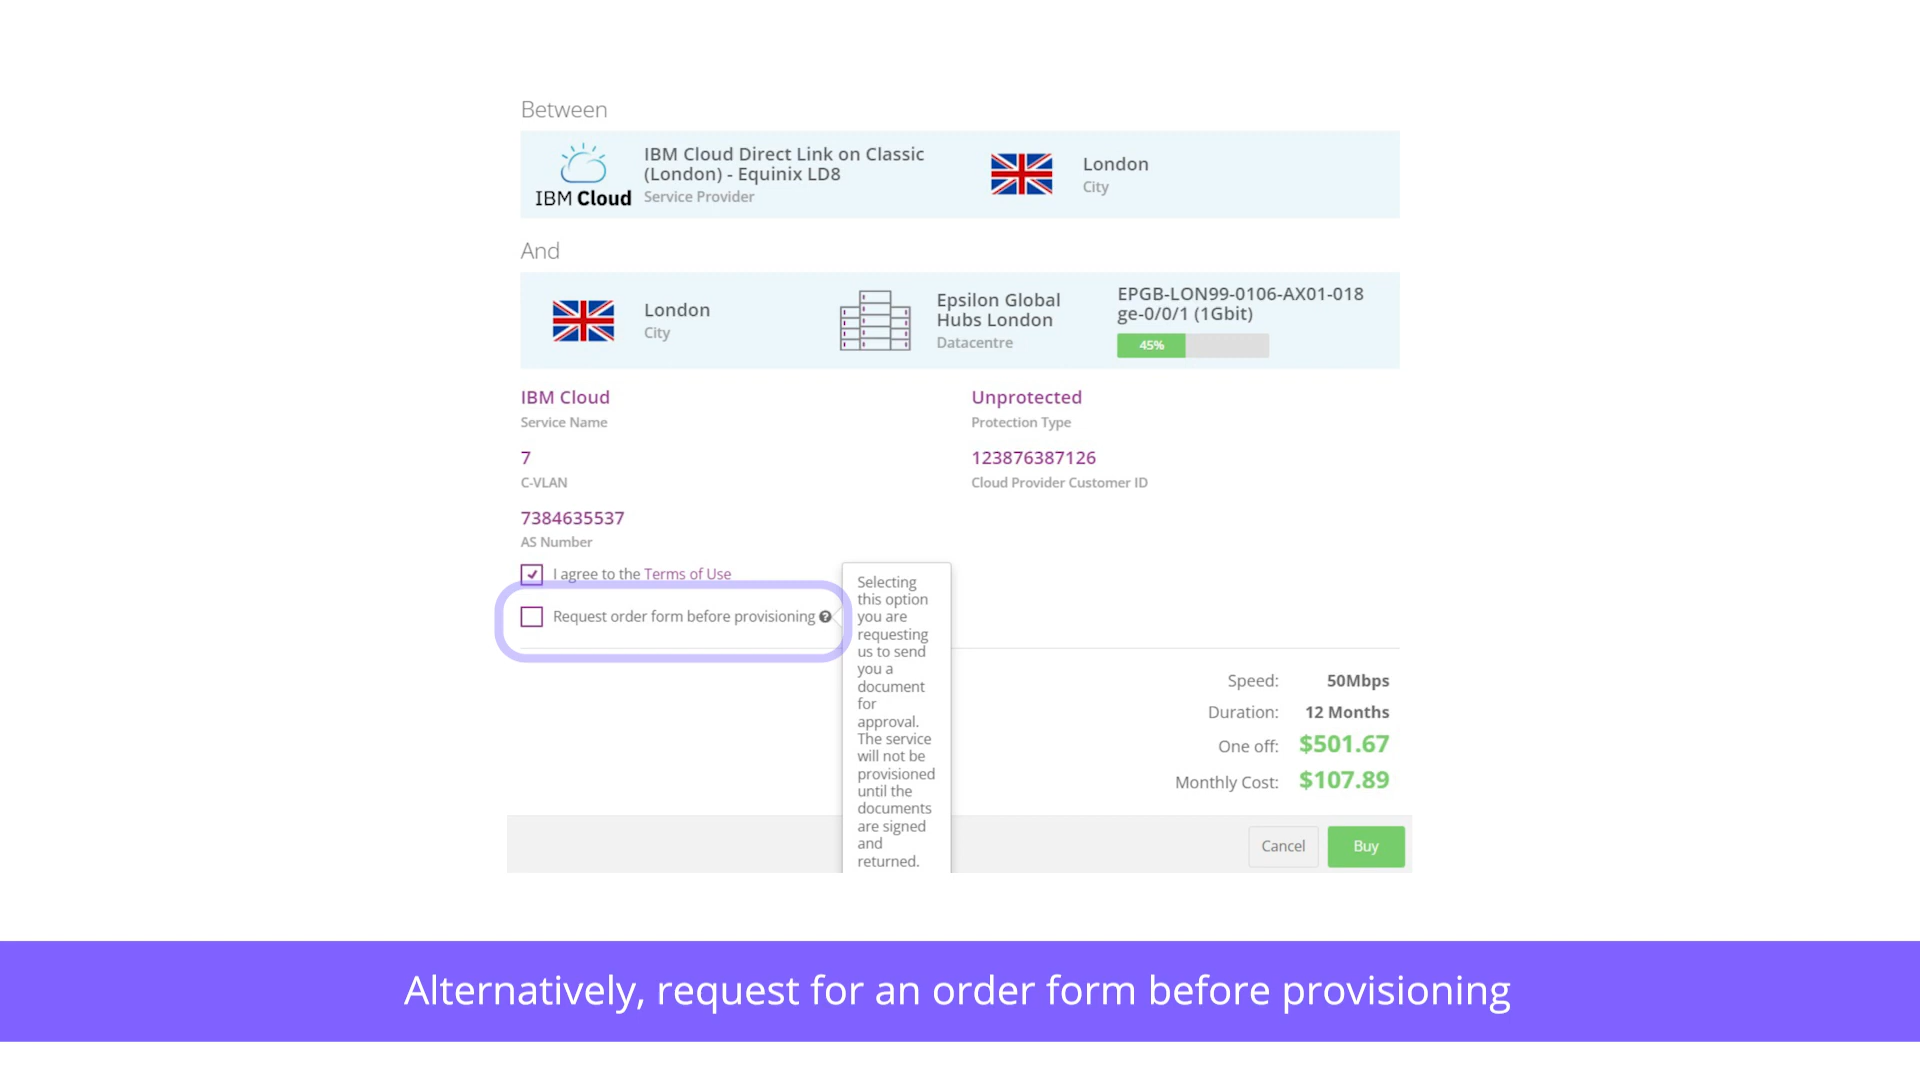 Between
IBM Cloud
IBM Cloud Direct Link on Classic
(London) - Equinix LD8
Service Provider
London
City
And
London
City
Epsilon Global
Hubs London
Datacentre
EPGB-LON99-0106-AX01-018
ge-0/0/1 (1Gbit)
45%
IBM Cloud
Service Name
Unprotected
Protection Type
7
C-VLAN
123876387126
Cloud Provider Customer ID
7384635537
AS Number
I agree to the Terms of Use
Request order form before provisioning ?
Selecting
this option
you are
requesting
us to send
you a
document
for
approval.
The service
will not be
provisioned
until the
documents
are signed
and
returned.
Speed: 50Mbps
Duration: 12 Months
One off: $501.67
Monthly Cost: $107.89
Cancel
Buy
Alternatively, request for an order form before provisioning